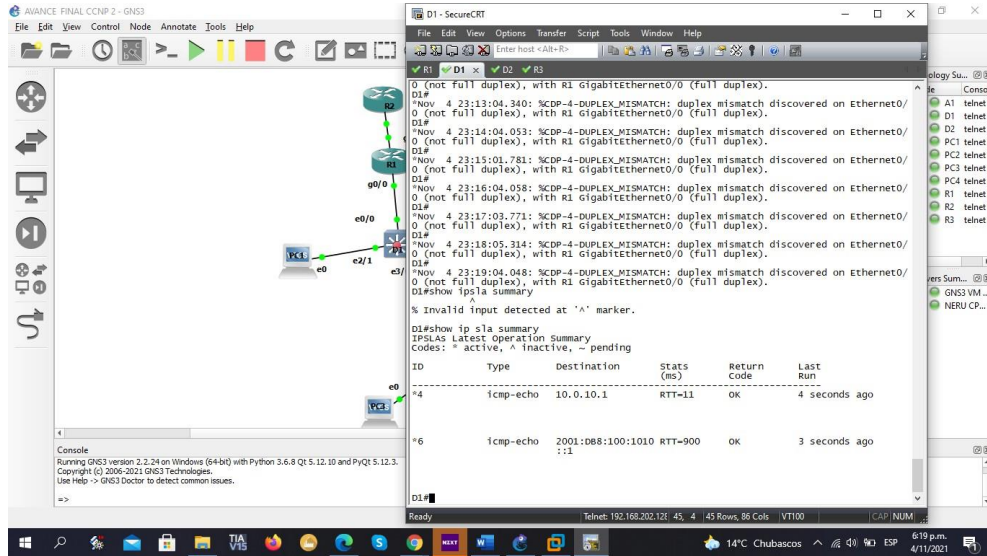 AVANCE FINAL CCNP 2 - GNS3
File Edit View Control Node Annotate Tools Help
R2
R1
g0/0
e0/0
PC1
e0
e2/1
D1
e3/
e0
PC3
Console
Running GNS3 version 2.2.24 on Windows (64-bit) with Python 3.6.8 Qt 5.12.10 and PyQt 5.12.3.
Copyright (c) 2006-2021 GNS3 Technologies.
Use Help -> GNS3 Doctor to detect common issues.
=>
D1 - SecureCRT
File Edit View Options Transfer Script Tools Window Help
Enter host <Alt+R>
R1 D1 D2 R3
0 (not full duplex), with R1 GigabitEthernet0/0 (full duplex).
D1#
*Nov 4 23:13:04.340: %CDP-4-DUPLEX_MISMATCH: duplex mismatch discovered on Ethernet0/
0 (not full duplex), with R1 GigabitEthernet0/0 (full duplex).
D1#
*Nov 4 23:14:04.053: %CDP-4-DUPLEX_MISMATCH: duplex mismatch discovered on Ethernet0/
0 (not full duplex), with R1 GigabitEthernet0/0 (full duplex).
D1#
*Nov 4 23:15:01.781: %CDP-4-DUPLEX_MISMATCH: duplex mismatch discovered on Ethernet0/
0 (not full duplex), with R1 GigabitEthernet0/0 (full duplex).
D1#
*Nov 4 23:16:04.058: %CDP-4-DUPLEX_MISMATCH: duplex mismatch discovered on Ethernet0/
0 (not full duplex), with R1 GigabitEthernet0/0 (full duplex).
D1#
*Nov 4 23:17:03.771: %CDP-4-DUPLEX_MISMATCH: duplex mismatch discovered on Ethernet0/
0 (not full duplex), with R1 GigabitEthernet0/0 (full duplex).
D1#
*Nov 4 23:18:05.314: %CDP-4-DUPLEX_MISMATCH: duplex mismatch discovered on Ethernet0/
0 (not full duplex), with R1 GigabitEthernet0/0 (full duplex).
D1#
*Nov 4 23:19:04.048: %CDP-4-DUPLEX_MISMATCH: duplex mismatch discovered on Ethernet0/
0 (not full duplex), with R1 GigabitEthernet0/0 (full duplex).
D1#show ipsla summary
^
% Invalid input detected at '^' marker.
D1#show ip sla summary
IPSLAs Latest Operation Summary
Codes: * active, ^ inactive, ~ pending
ID Type Destination Stats Return Last
(ms) Code Run
*4 icmp-echo 10.0.10.1 RTT=11 OK 4 seconds ago
*6 icmp-echo 2001:DB8:100:1010 RTT=900 OK 3 seconds ago
::1
D1#
Ready Telnet: 192.168.202.128 45, 4 45 Rows, 86 Cols VT100 CAP NUM
ology Su...
de Conso
A1 telnet
D1 telnet
D2 telnet
PC1 telnet
PC2 telnet
PC3 telnet
PC4 telnet
R1 telnet
R2 telnet
R3 telnet
vers Sum...
GNS3 VM ..
NERU CP...
NEXT
TIA
V15
14°C Chubascos ESP 6:19 p.m.
4/11/2021